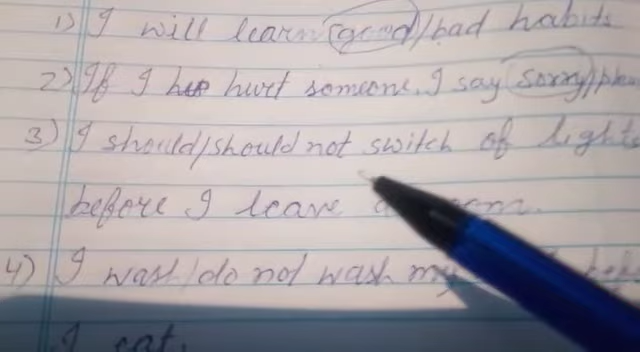 1) I will learn good/bad habits
2) If I hurt someone, I say sorry/
3) I should/should not switch of lights
before I leave
4) I wash/do not wash my
I eat.